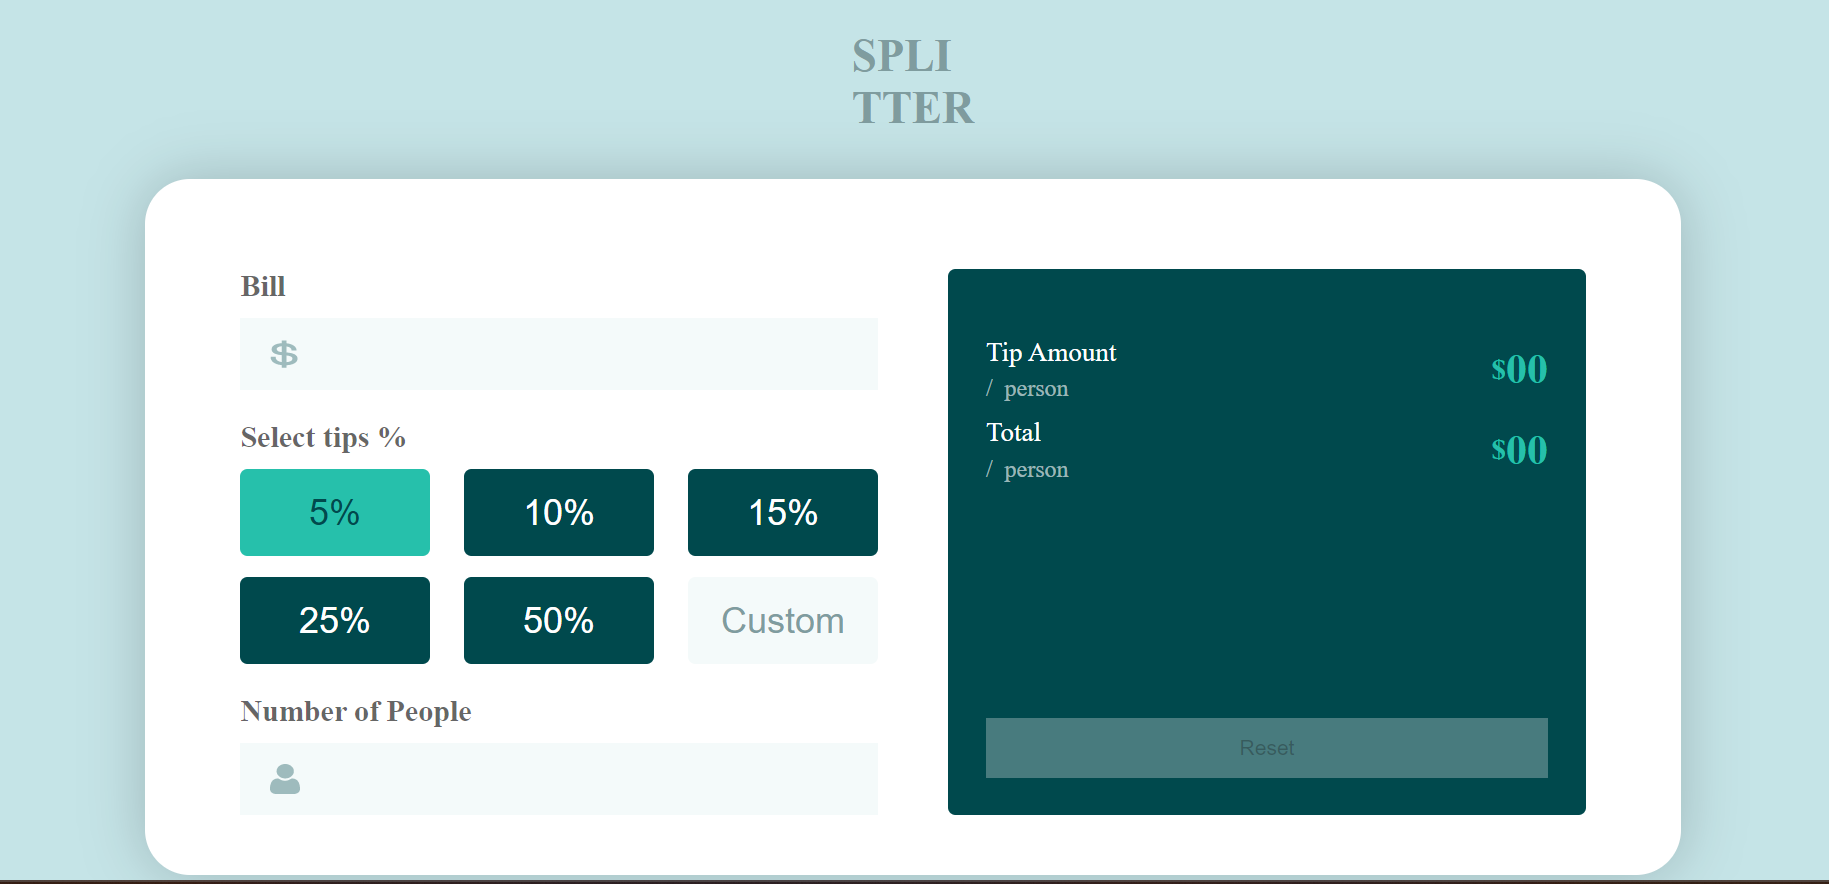 SPLI
TTER
Bill
$
Select tips %
5% 10% 15%
25% 50% Custom
Number of People
Tip Amount
/ person
$00
Total
/ person
$00
Reset